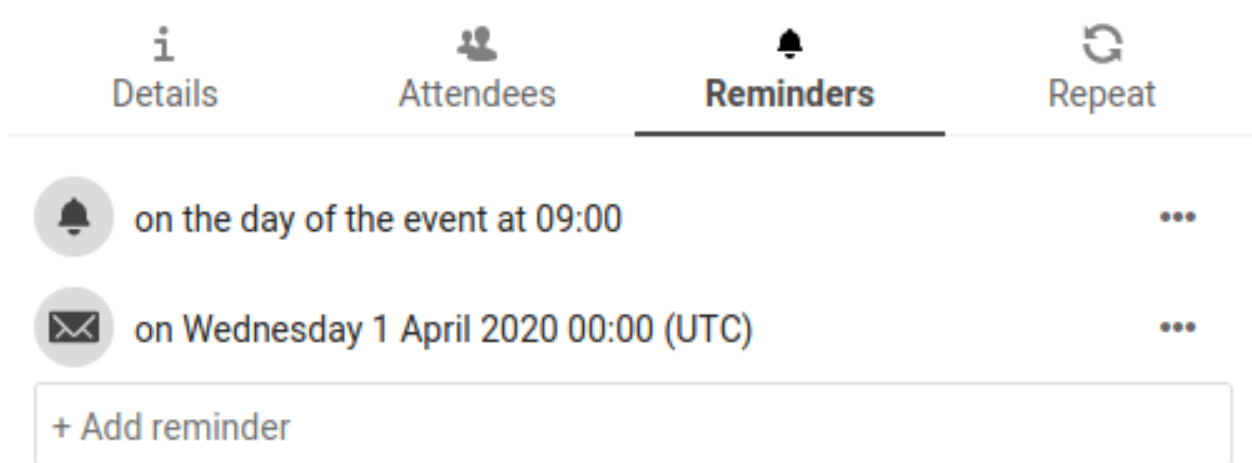 Details
Attendees
Reminders
Repeat
on the day of the event at 09:00
on Wednesday 1 April 2020 00:00 (UTC)
+ Add reminder